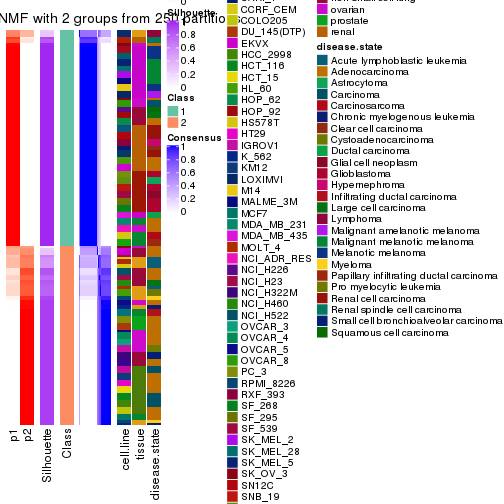 NMF with 2 groups from 250 partitio
Silhouette
1
0.8
0.6
0.4
0.2
0
Class
1
2
Consensus
1
0.8
0.6
0.4
0.2
0
p1
p2
Silhouette
Class
cell.line
tissue
disease.state
CCRF_CEM
COLO205
DU_145(DTP)
EKVX
HCC_2998
HCT_116
HCT_15
HL_60
HOP_62
HOP_92
HS578T
HT29
IGROV1
K_562
KM12
LOXIMVI
M14
MALME_3M
MCF7
MDA_MB_231
MDA_MB_435
MOLT_4
NCI_ADR_RES
NCI_H226
NCI_H23
NCI_H322M
NCI_H460
NCI_H522
OVCAR_3
OVCAR_4
OVCAR_5
OVCAR_8
PC_3
RPMI_8226
RXF_393
SF_268
SF_295
SF_539
SK_MEL_2
SK_MEL_28
SK_MEL_5
SK_OV_3
SN12C
SNB_19
ovarian
prostate
renal
disease.state
Acute lymphoblastic leukemia
Adenocarcinoma
Astrocytoma
Carcinoma
Carcinosarcoma
Chronic myelogenous leukemia
Clear cell carcinoma
Cystoadenocarcinoma
Ductal carcinoma
Glial cell neoplasm
Glioblastoma
Hypernephroma
Infiltrating ductal carcinoma
Large cell carcinoma
Lymphoma
Malignant amelanotic melanoma
Malignant melanotic melanoma
Melanotic melanoma
Myeloma
Papillary infiltrating ductal carcinoma
Pro myelocytic leukemia
Renal cell carcinoma
Renal spindle cell carcinoma
Small cell bronchioalveolar carcinoma
Squamous cell carcinoma